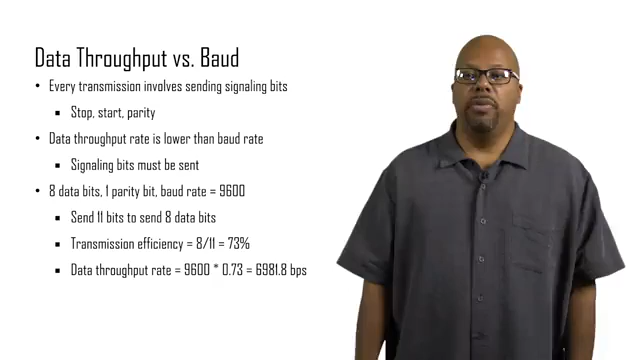 Data Throughput vs. Baud
• Every transmission involves sending signaling bits
▪ Stop, start, parity
• Data throughput rate is lower than baud rate
▪ Signaling bits must be sent
• 8 data bits, 1 parity bit, baud rate = 9600
▪ Send 11 bits to send 8 data bits
▪ Transmission efficiency = 8/11 = 73%
▪ Data throughput rate = 9600 * 0.73 = 6981.8 bps